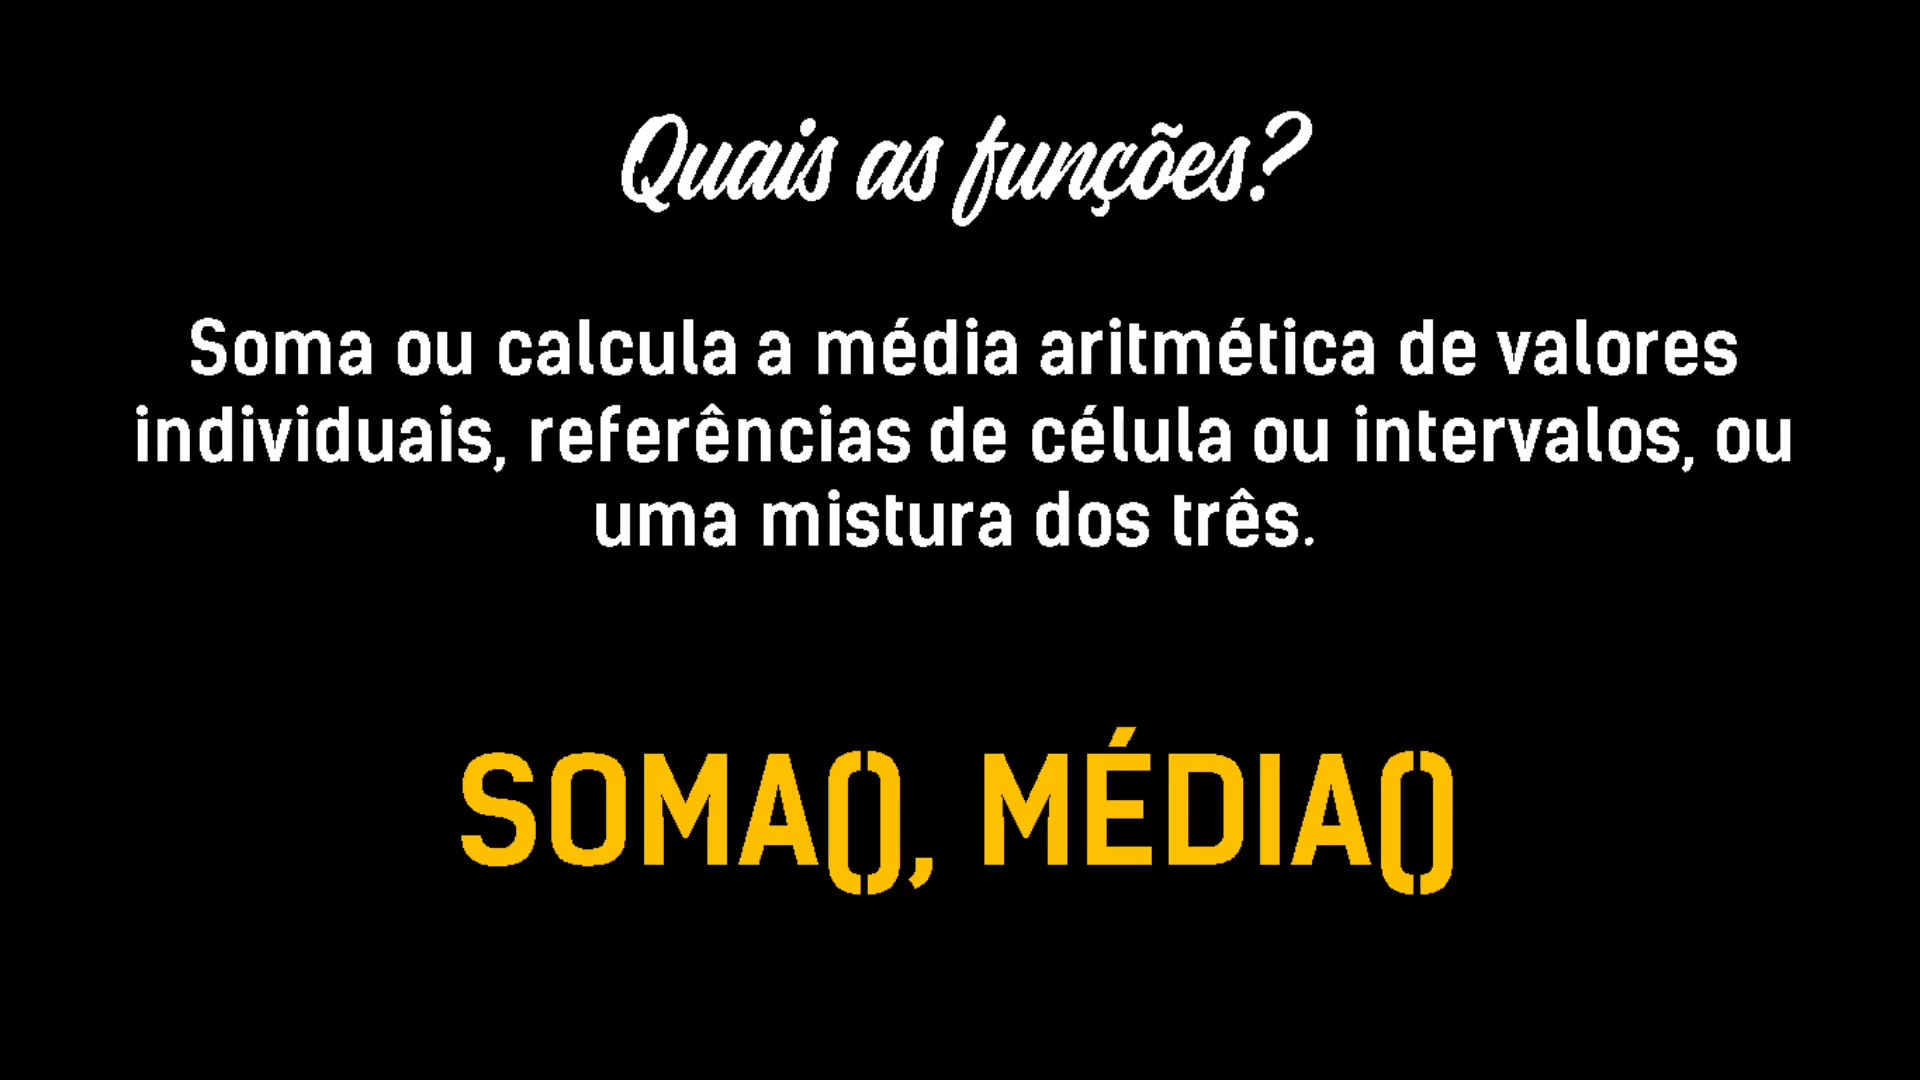 Quais as funções?
Soma ou calcula a média aritmética de valores
individuais, referências de célula ou intervalos, ou
uma mistura dos três.
SOMA(), MÉDIA()